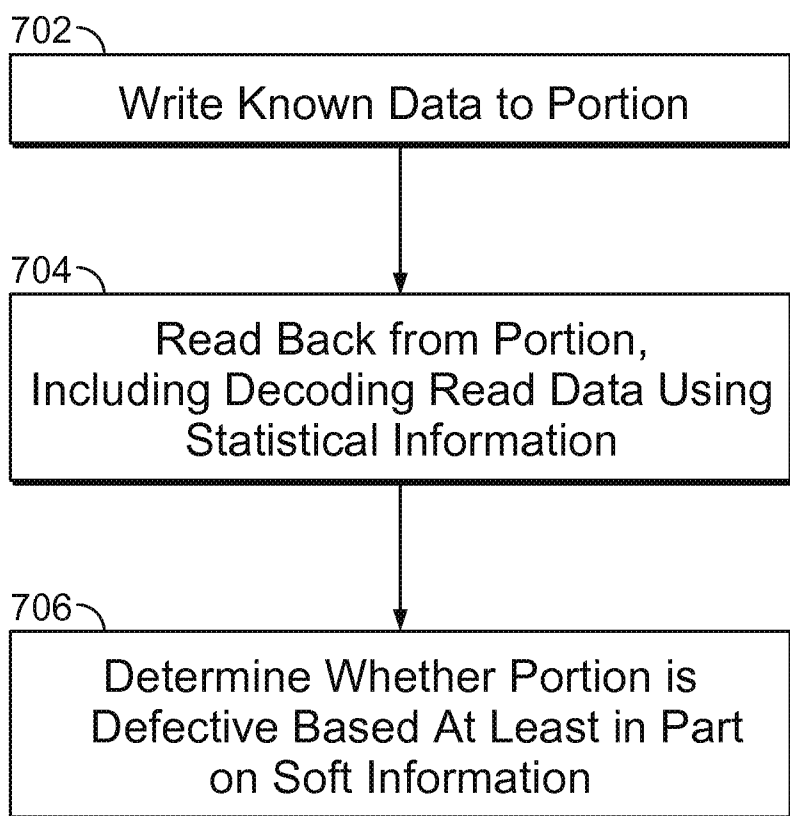 702
Write Known Data to Portion
704
Read Back from Portion,
Including Decoding Read Data Using
Statistical Information
706
Determine Whether Portion is
Defective Based At Least in Part
on Soft Information